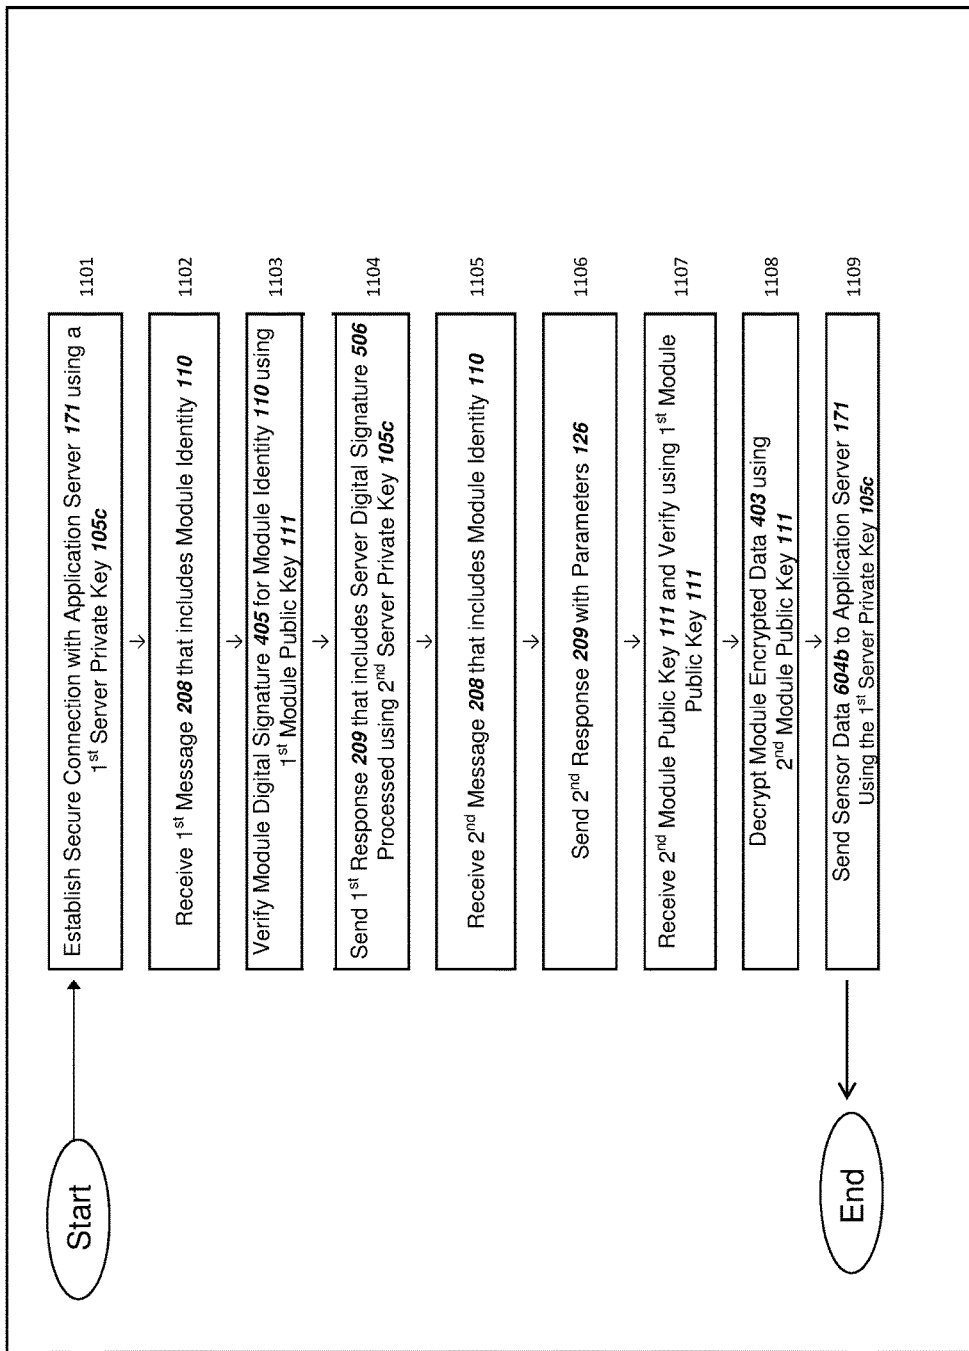 Start
Establish Secure Connection with Application Server 171 using a
1st Server Private Key 105c
1101
Receive 1st Message 208 that includes Module Identity 110
1102
Verify Module Digital Signature 405 for Module Identity 110 using
1st Module Public Key 111
1103
Send 1st Response 209 that includes Server Digital Signature 506
Processed using 2nd Server Private Key 105c
1104
Receive 2nd Message 208 that includes Module Identity 110
1105
Send 2nd Response 209 with Parameters 126
1106
Receive 2nd Module Public Key 111 and Verify using 1st Module
Public Key 111
1107
Decrypt Module Encrypted Data 403 using
2nd Module Public Key 111
1108
Send Sensor Data 604b to Application Server 171
Using the 1st Server Private Key 105c
1109
End